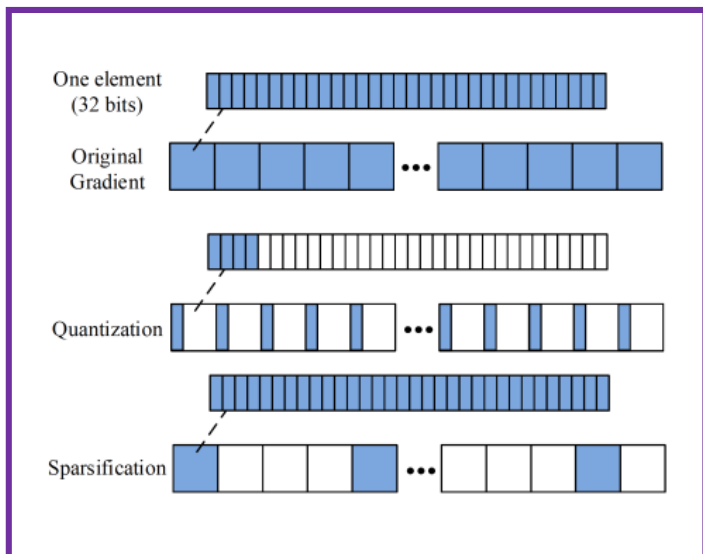 One element
(32 bits)
Original
Gradient
Quantization
Sparsification